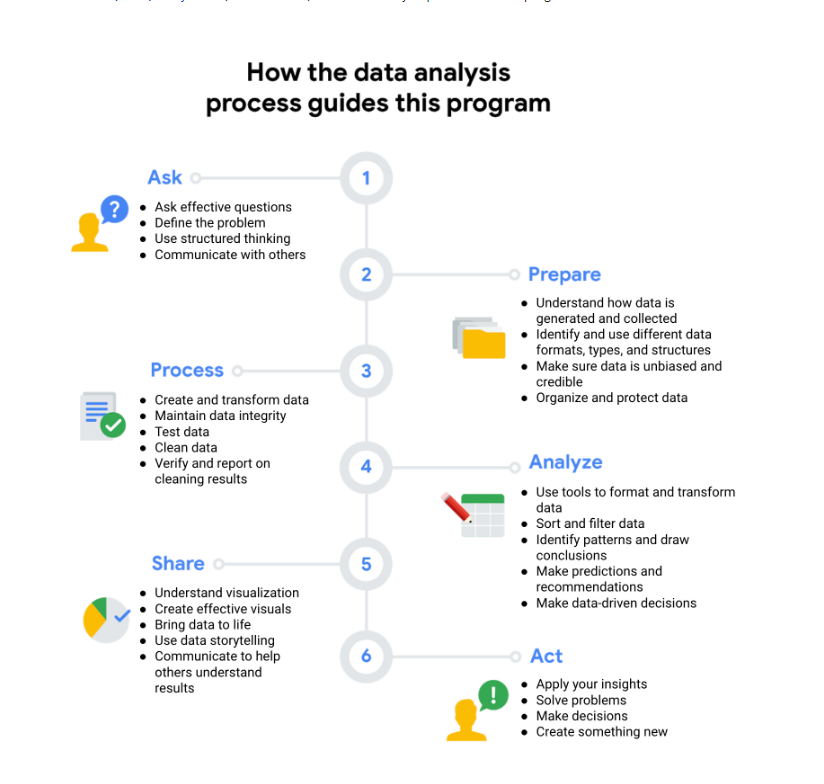 How the data analysis
process guides this program
1
Ask
? 
● Ask effective questions
● Define the problem
● Use structured thinking
● Communicate with others
2
Prepare
● Understand how data is
generated and collected
● Identify and use different data
formats, types, and structures
● Make sure data is unbiased and
credible
● Organize and protect data
3
Process
● Create and transform data
● Maintain data integrity
● Test data
● Clean data
● Verify and report on
cleaning results
4
Analyze
● Use tools to format and transform
data
● Sort and filter data
● Identify patterns and draw
conclusions
● Make predictions and
recommendations
● Make data-driven decisions
5
Share
● Understand visualization
● Create effective visuals
● Bring data to life
● Use data storytelling
● Communicate to help
others understand
results
6
Act
!
● Apply your insights
● Solve problems
● Make decisions
● Create something new